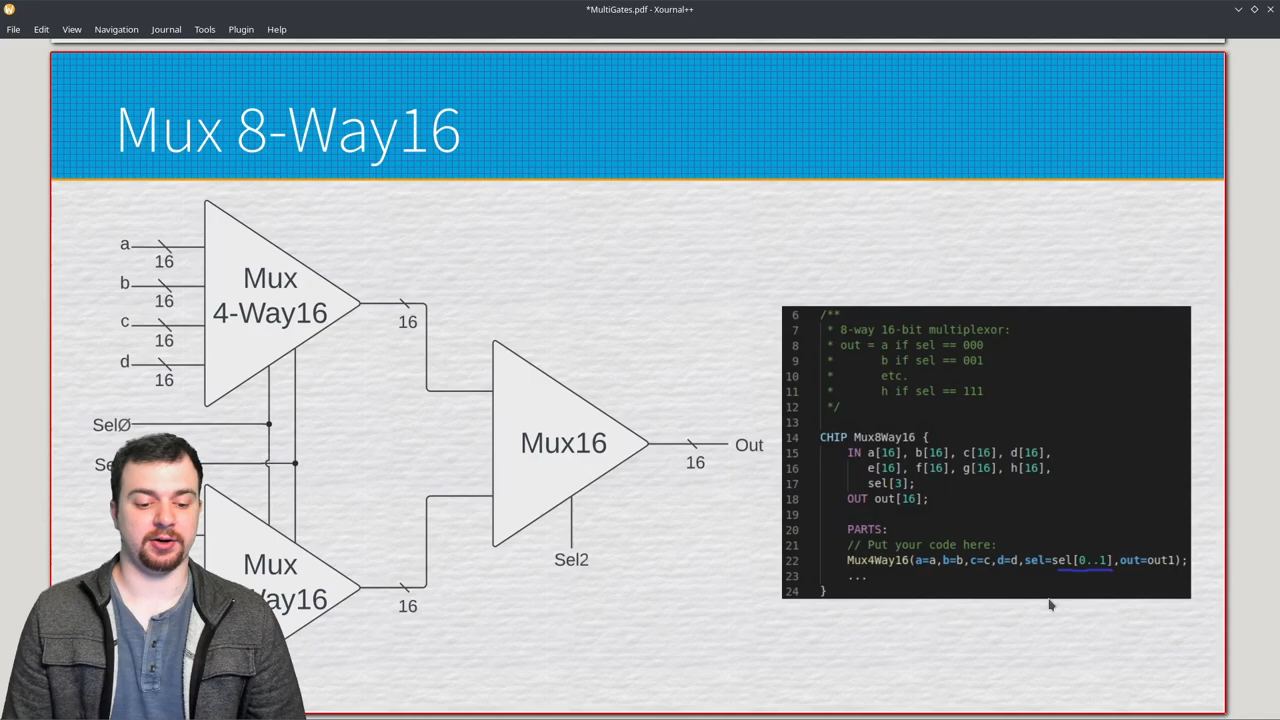 *MultiGates.pdf - Xournal++
File Edit View Navigation Journal Tools Plugin Help
Mux 8-Way16
a
16
b
16
c
16
d
16
Mux
4-Way16
16
SelØ
Mux
Way16
16
Mux16
16
Out
Sel2
6 /**
7 * 8-way 16-bit multiplexor:
8 * out = a if sel == 000
9 * b if sel == 001
10 * etc.
11 * h if sel == 111
12 */
13
14 CHIP Mux8Way16 {
15 IN a[16], b[16], c[16], d[16],
16 e[16], f[16], g[16], h[16],
17 sel[3];
18 OUT out[16];
19
20 PARTS:
21 // Put your code here:
22 Mux4Way16(a=a,b=b,c=c,d=d,sel=sel[0..1],out=out1);
23 ...
24 }